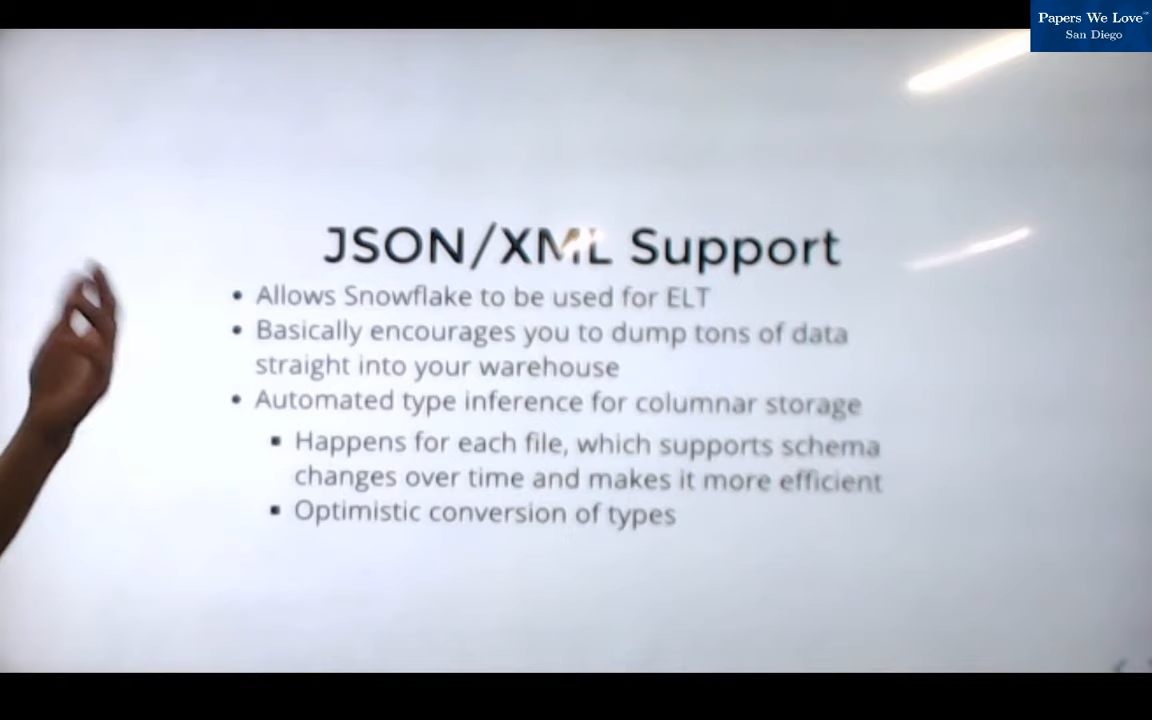 Papers We Love™
San Diego
JSON/XML Support
• Allows Snowflake to be used for ELT
• Basically encourages you to dump tons of data
straight into your warehouse
• Automated type inference for columnar storage
▪ Happens for each file, which supports schema
changes over time and makes it more efficient
▪ Optimistic conversion of types